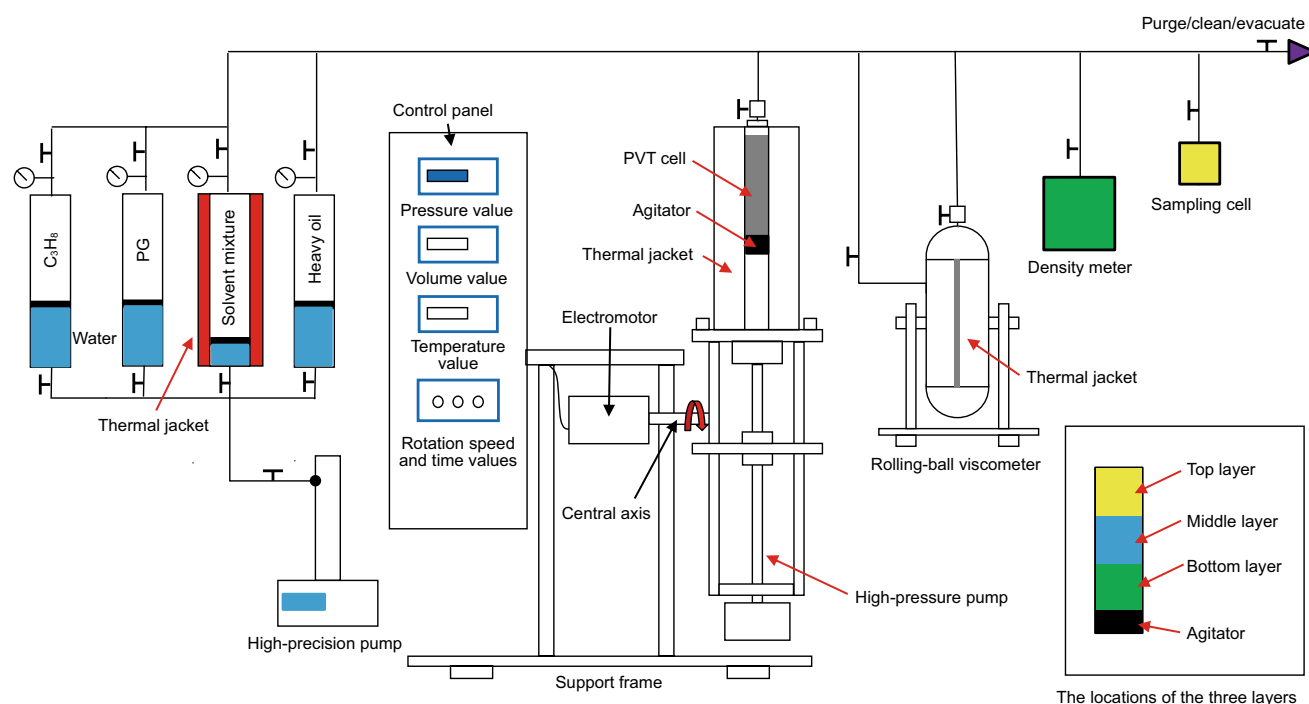 Purge/clean/evacuate
Control panel
Pressure value
Volume value
Temperature
value
Rotation speed
and time values
C₃H₈
PG
Solvent mixture
Heavy oil
Water
Thermal jacket
High-precision pump
PVT cell
Agitator
Thermal jacket
Electromotor
Central axis
High-pressure pump
Support frame
Sampling cell
Density meter
Thermal jacket
Rolling-ball viscometer
Top layer
Middle layer
Bottom layer
Agitator
The locations of the three layers